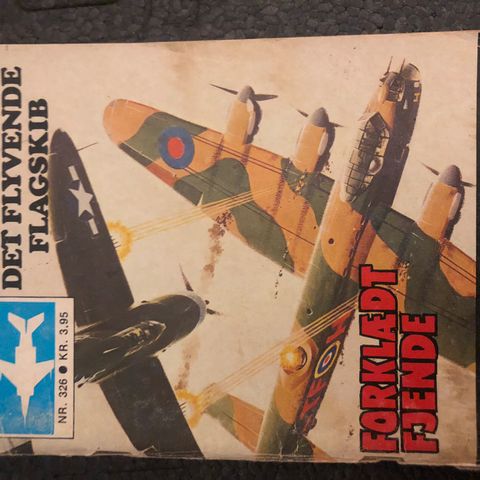 DET FLYVENDE
FLAGSKIB
NR. 326 ● KR. 3.95
FORKLÆDT
FJENDE